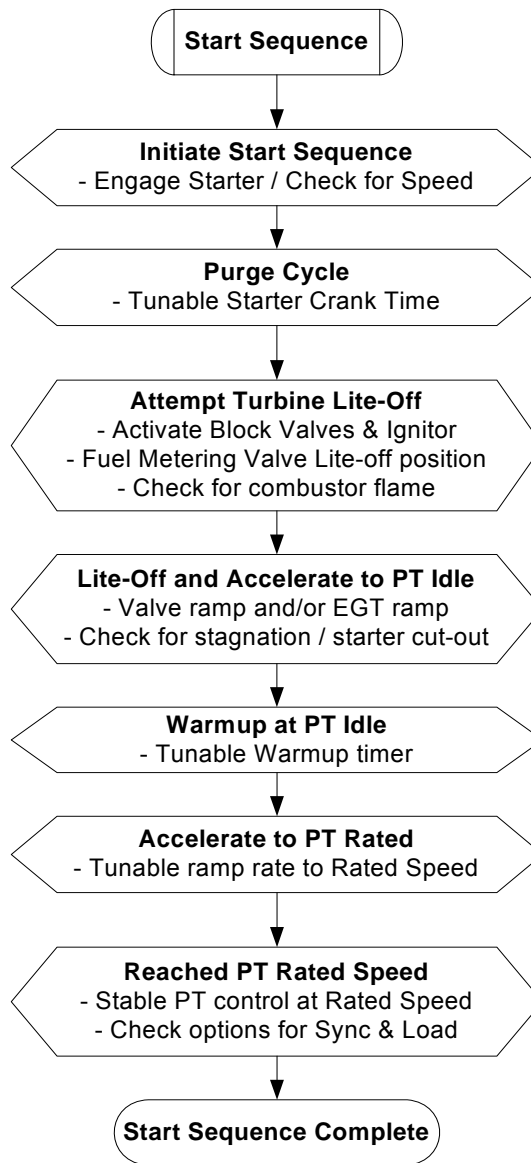 Start Sequence
Initiate Start Sequence
- Engage Starter / Check for Speed
Purge Cycle
- Tunable Starter Crank Time
Attempt Turbine Lite-Off
- Activate Block Valves & Ignitor
- Fuel Metering Valve Lite-off position
- Check for combustor flame
Lite-Off and Accelerate to PT Idle
- Valve ramp and/or EGT ramp
- Check for stagnation / starter cut-out
Warmup at PT Idle
- Tunable Warmup timer
Accelerate to PT Rated
- Tunable ramp rate to Rated Speed
Reached PT Rated Speed
- Stable PT control at Rated Speed
- Check options for Sync & Load
Start Sequence Complete